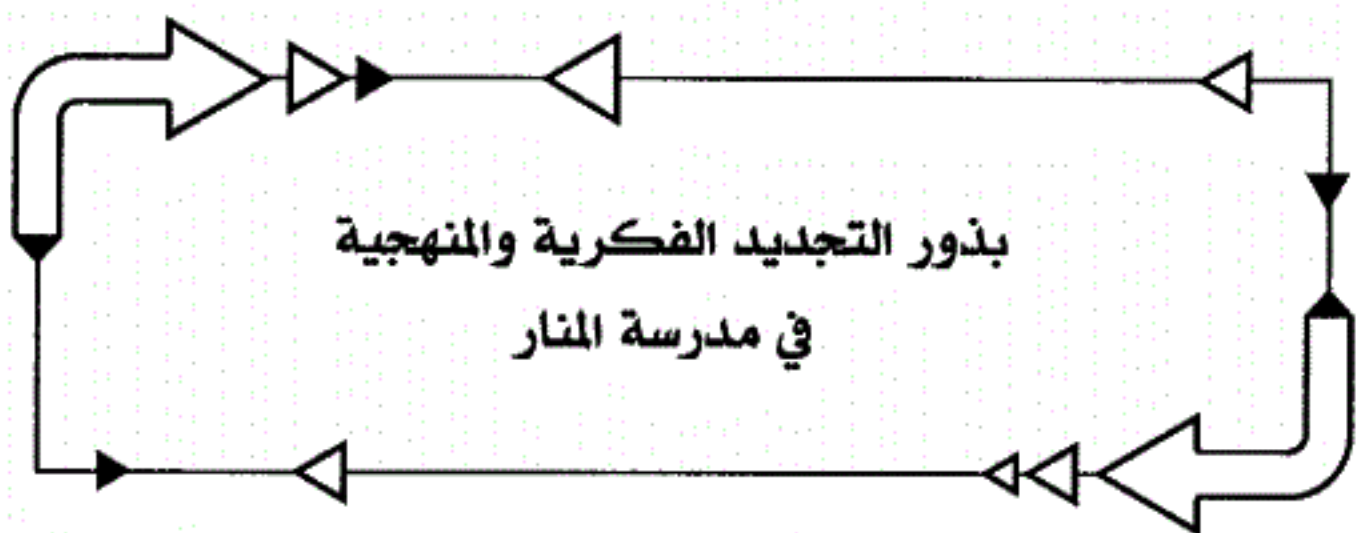 بذور التجديد الفكرية والمنهجية
في مدرسة المنار